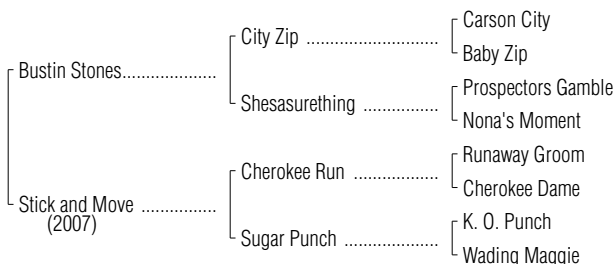 Carson City
City Zip ................................
Baby Zip
Bustin Stones.....................
Prospectors Gamble
Shesasurething ..................
Nona's Moment
Runaway Groom
Cherokee Run ....................
Cherokee Dame
Stick and Move ..................
(2007)
K. O. Punch
Sugar Punch ......................
Wading Maggie